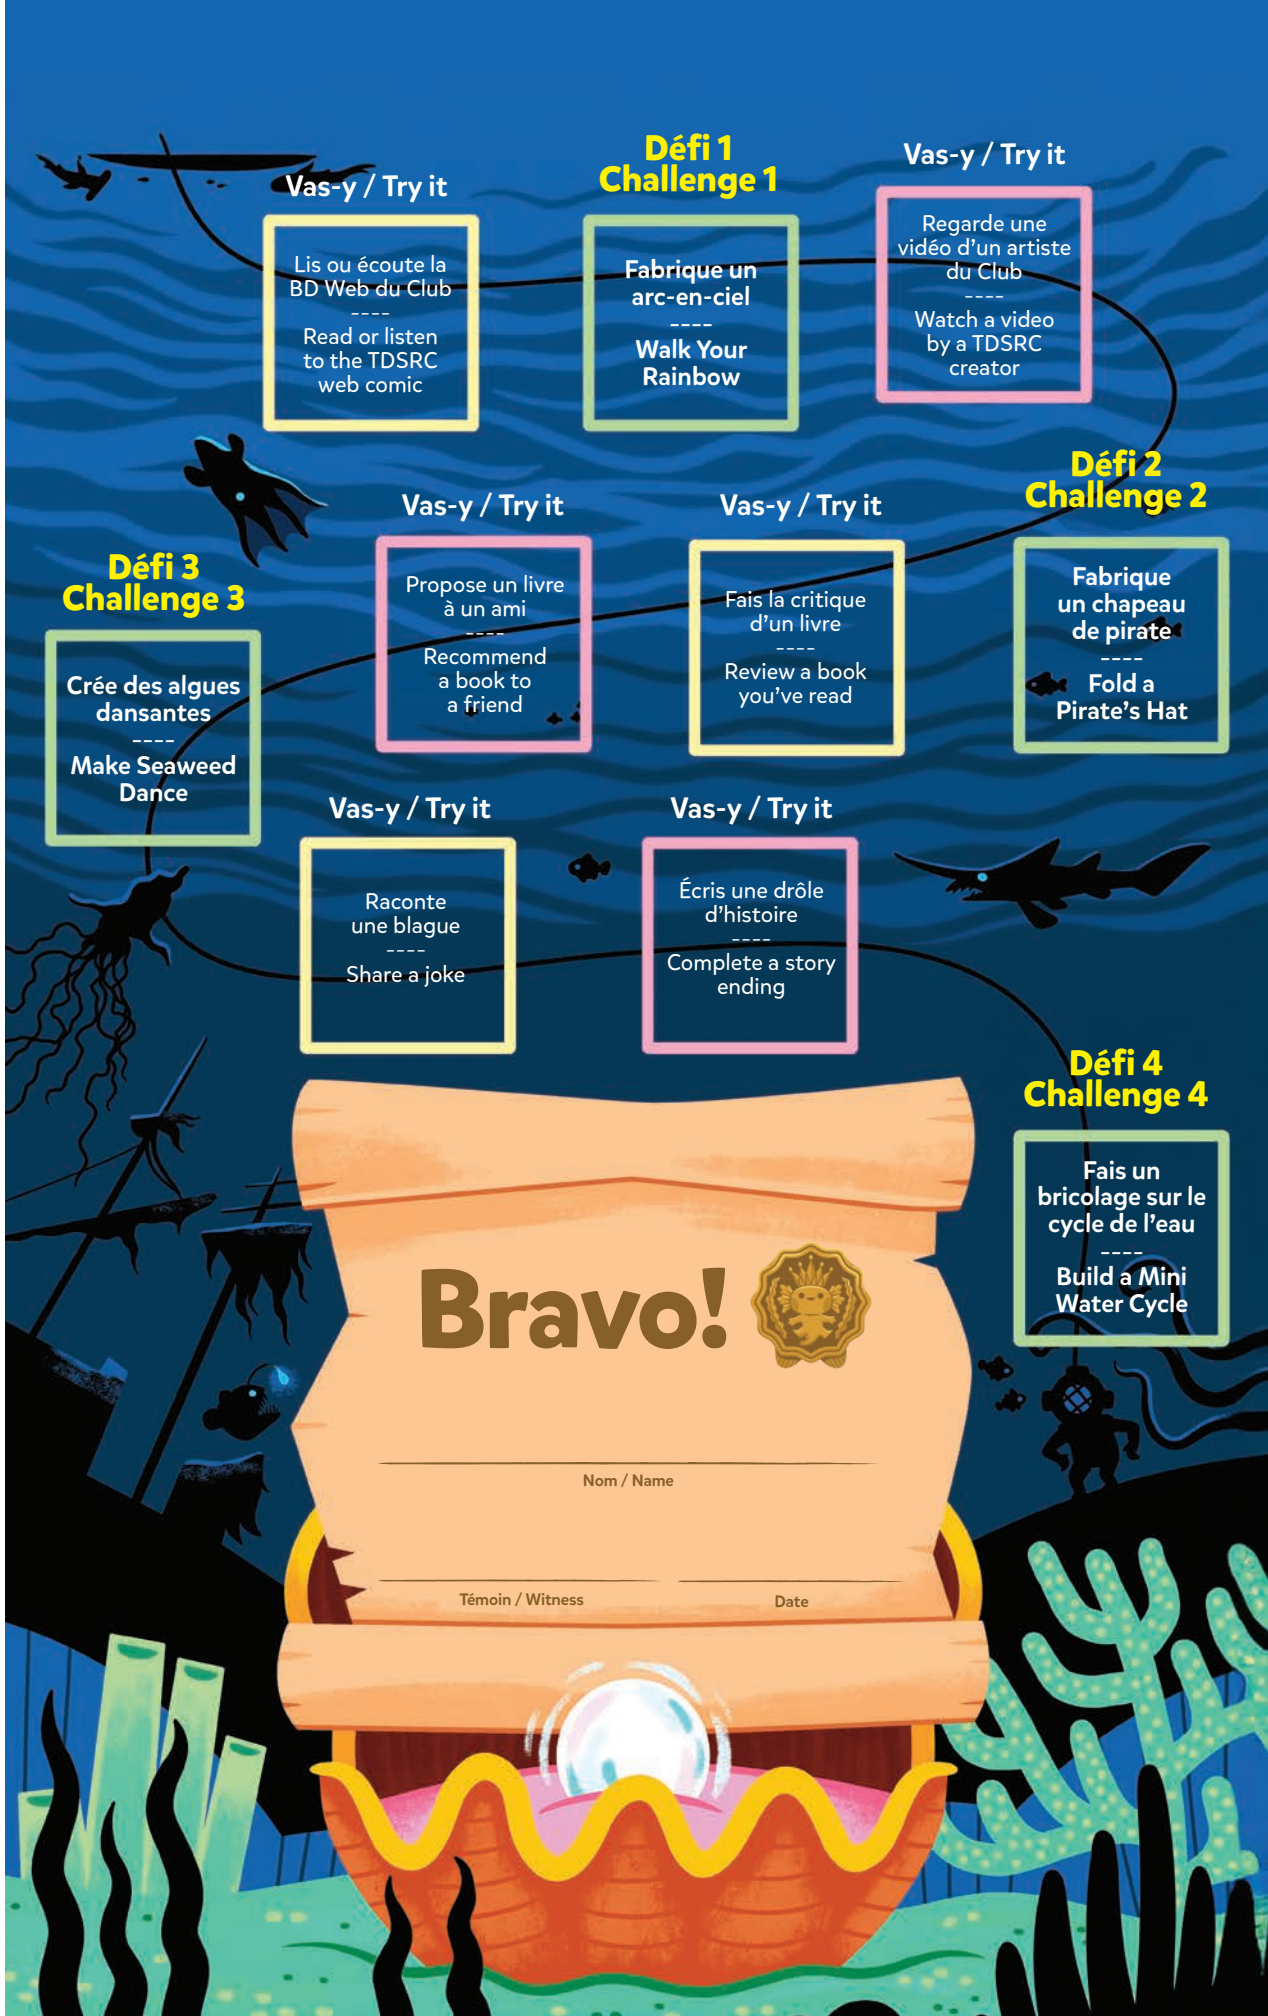 Vas-y / Try it
Lis ou écoute la
BD Web du Club
----
Read or listen
to the TDSRC
web comic
Défi 1
Challenge 1
Fabrique un
arc-en-ciel
----
Walk Your
Rainbow
Vas-y / Try it
Regarde une
vidéo d'un artiste
du Club
----
Watch a video
by a TDSRC
creator
Défi 2
Challenge 2
Fabrique
un chapeau
de pirate
----
Fold a
Pirate's Hat
Vas-y / Try it
Fais la critique
d'un livre
----
Review a book
you've read
Vas-y / Try it
Propose un livre
à un ami
----
Recommend
a book to
a friend
Défi 3
Challenge 3
Crée des algues
dansantes
----
Make Seaweed
Dance
Vas-y / Try it
Raconte
une blague
----
Share a joke
Vas-y / Try it
Écris une drôle
d'histoire
----
Complete a story
ending
Défi 4
Challenge 4
Fais un
bricolage sur le
cycle de l'eau
----
Build a Mini
Water Cycle
Bravo!
Nom / Name
Témoin / Witness
Date